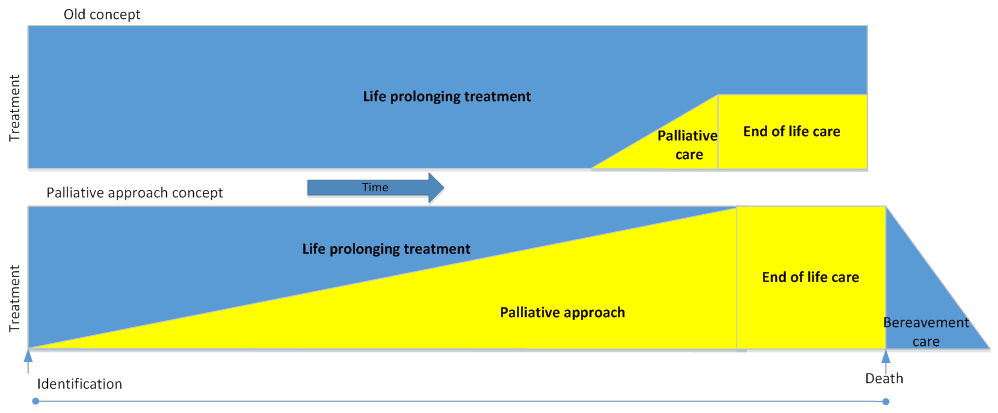 Old concept
Treatment
Life prolonging treatment
Palliative
care
End of life care
Time
Palliative approach concept
Treatment
Life prolonging treatment
Palliative approach
End of life care
Bereavement
care
Identification
Death